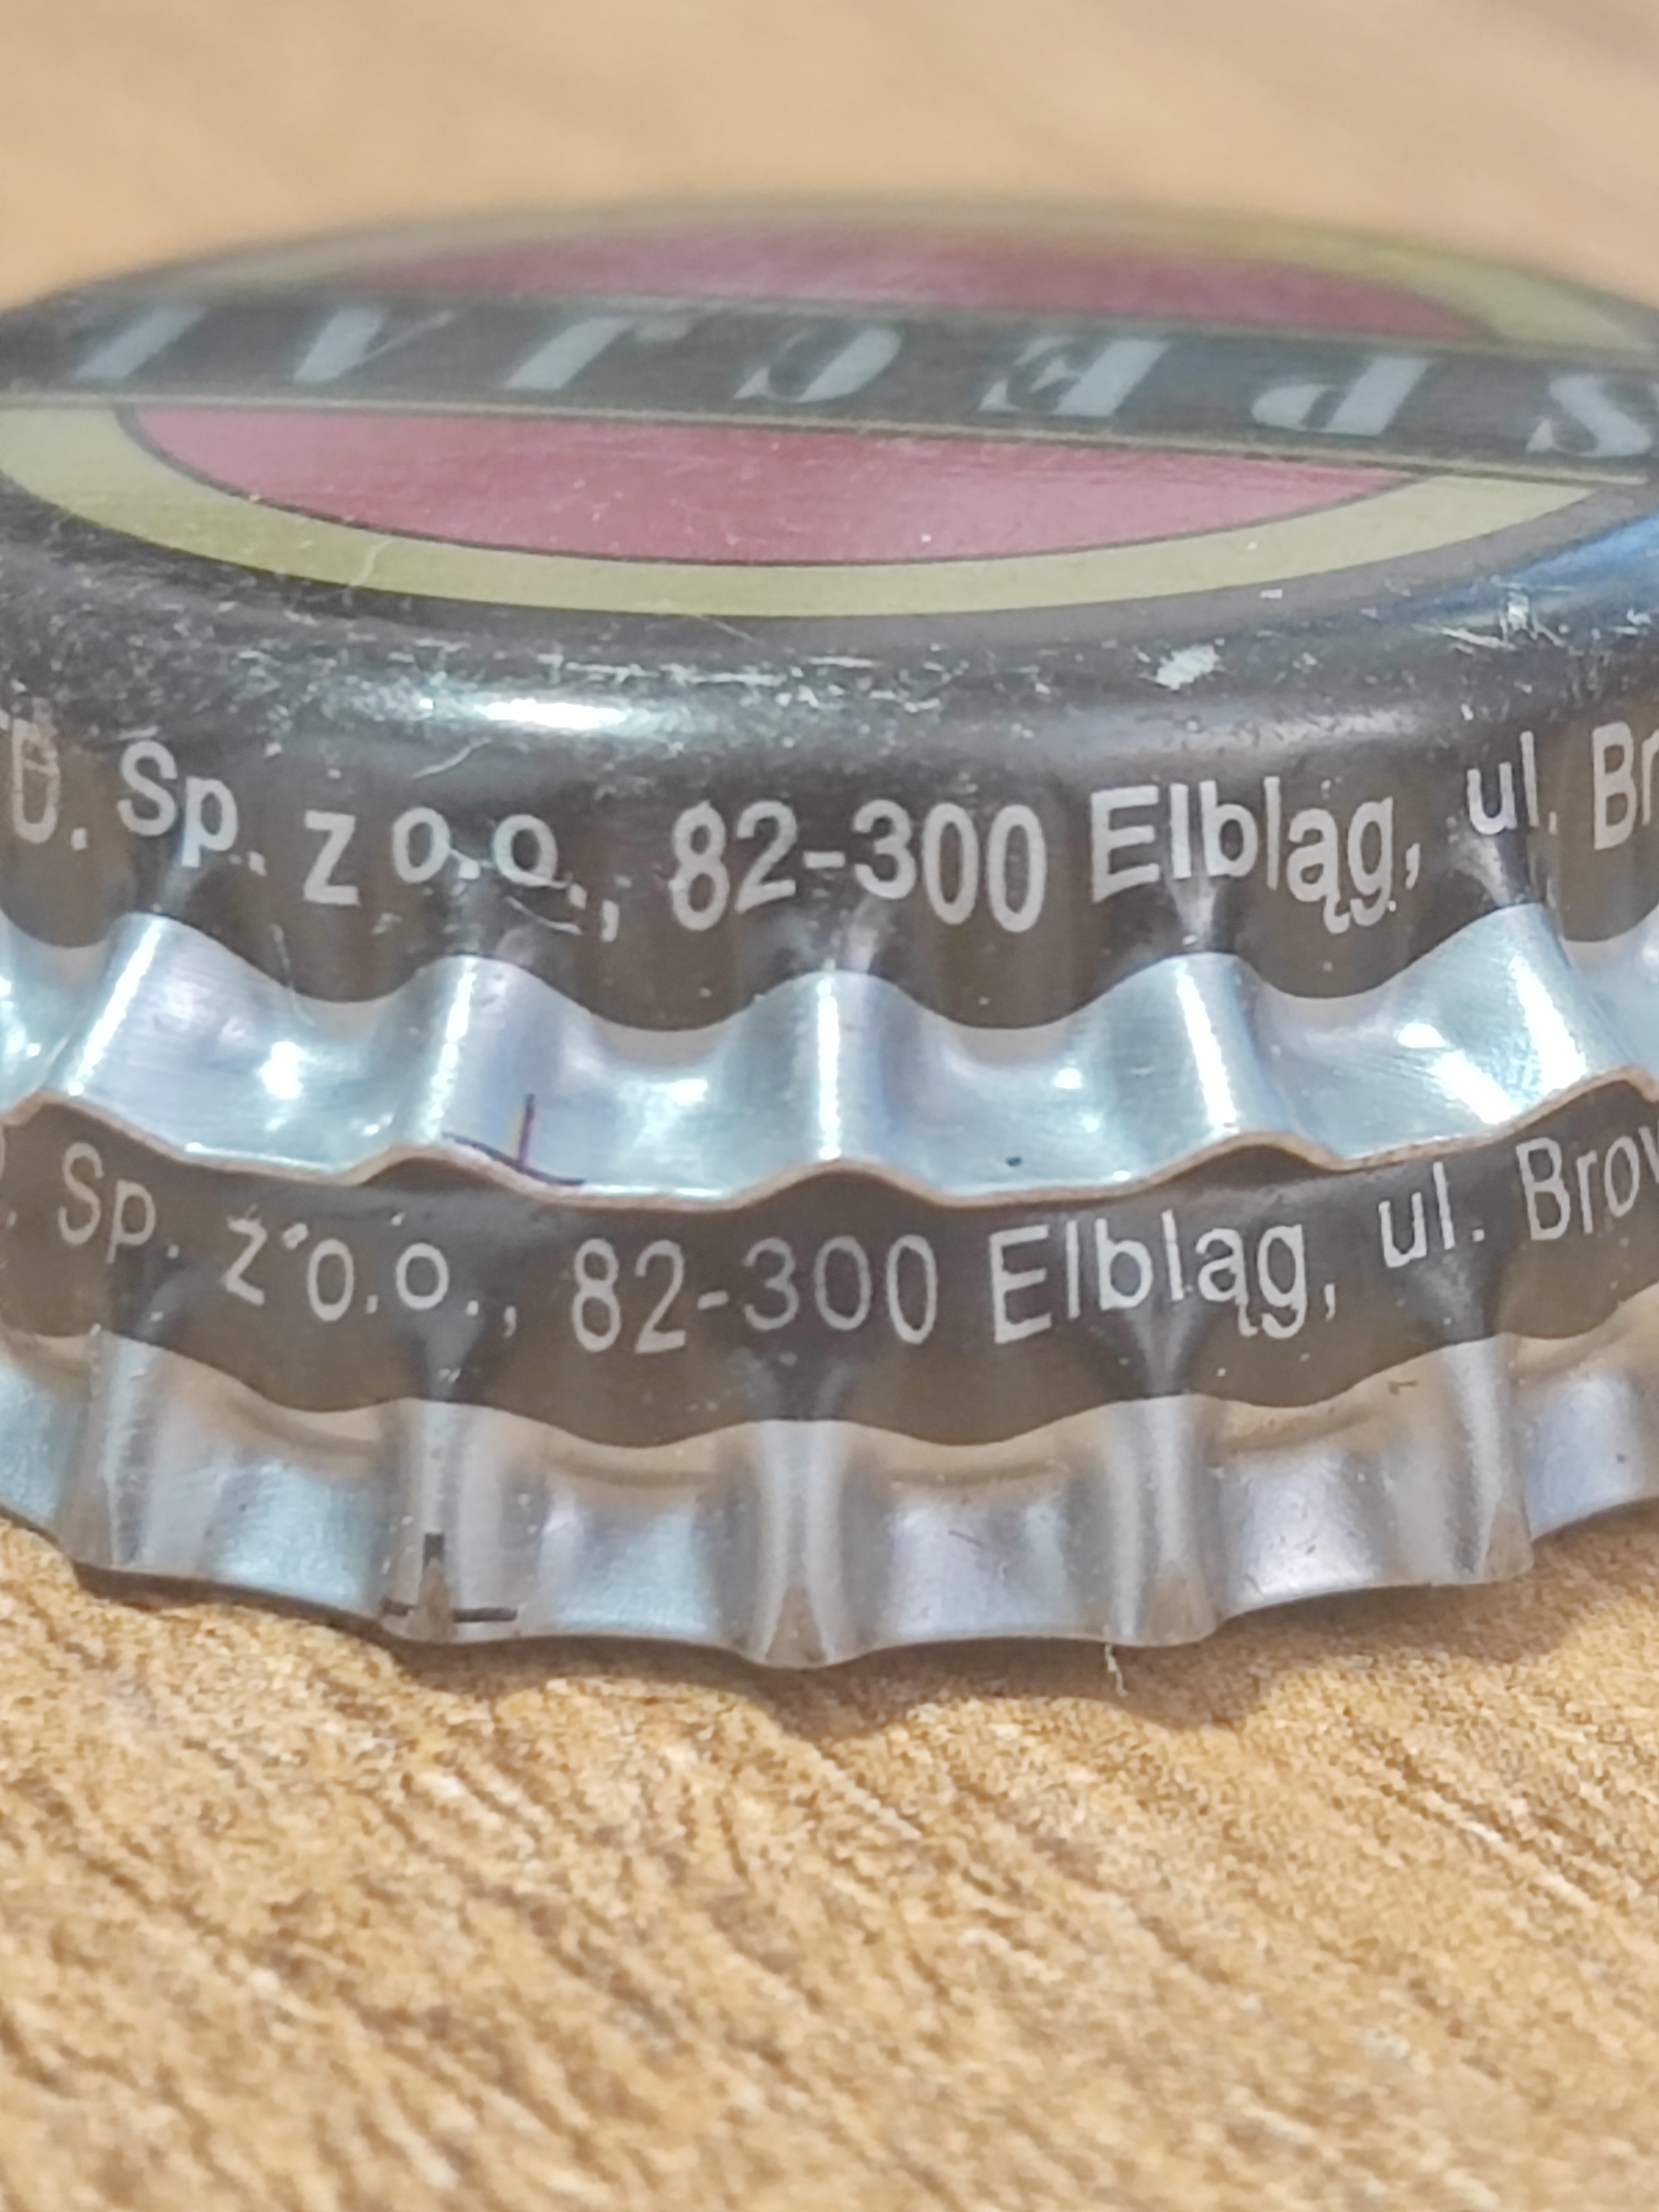 SPECJAL
Sp. z o.o., 82-300 Elbląg, ul.
Sp. z o.o., 82-300 Elbląg, ul.